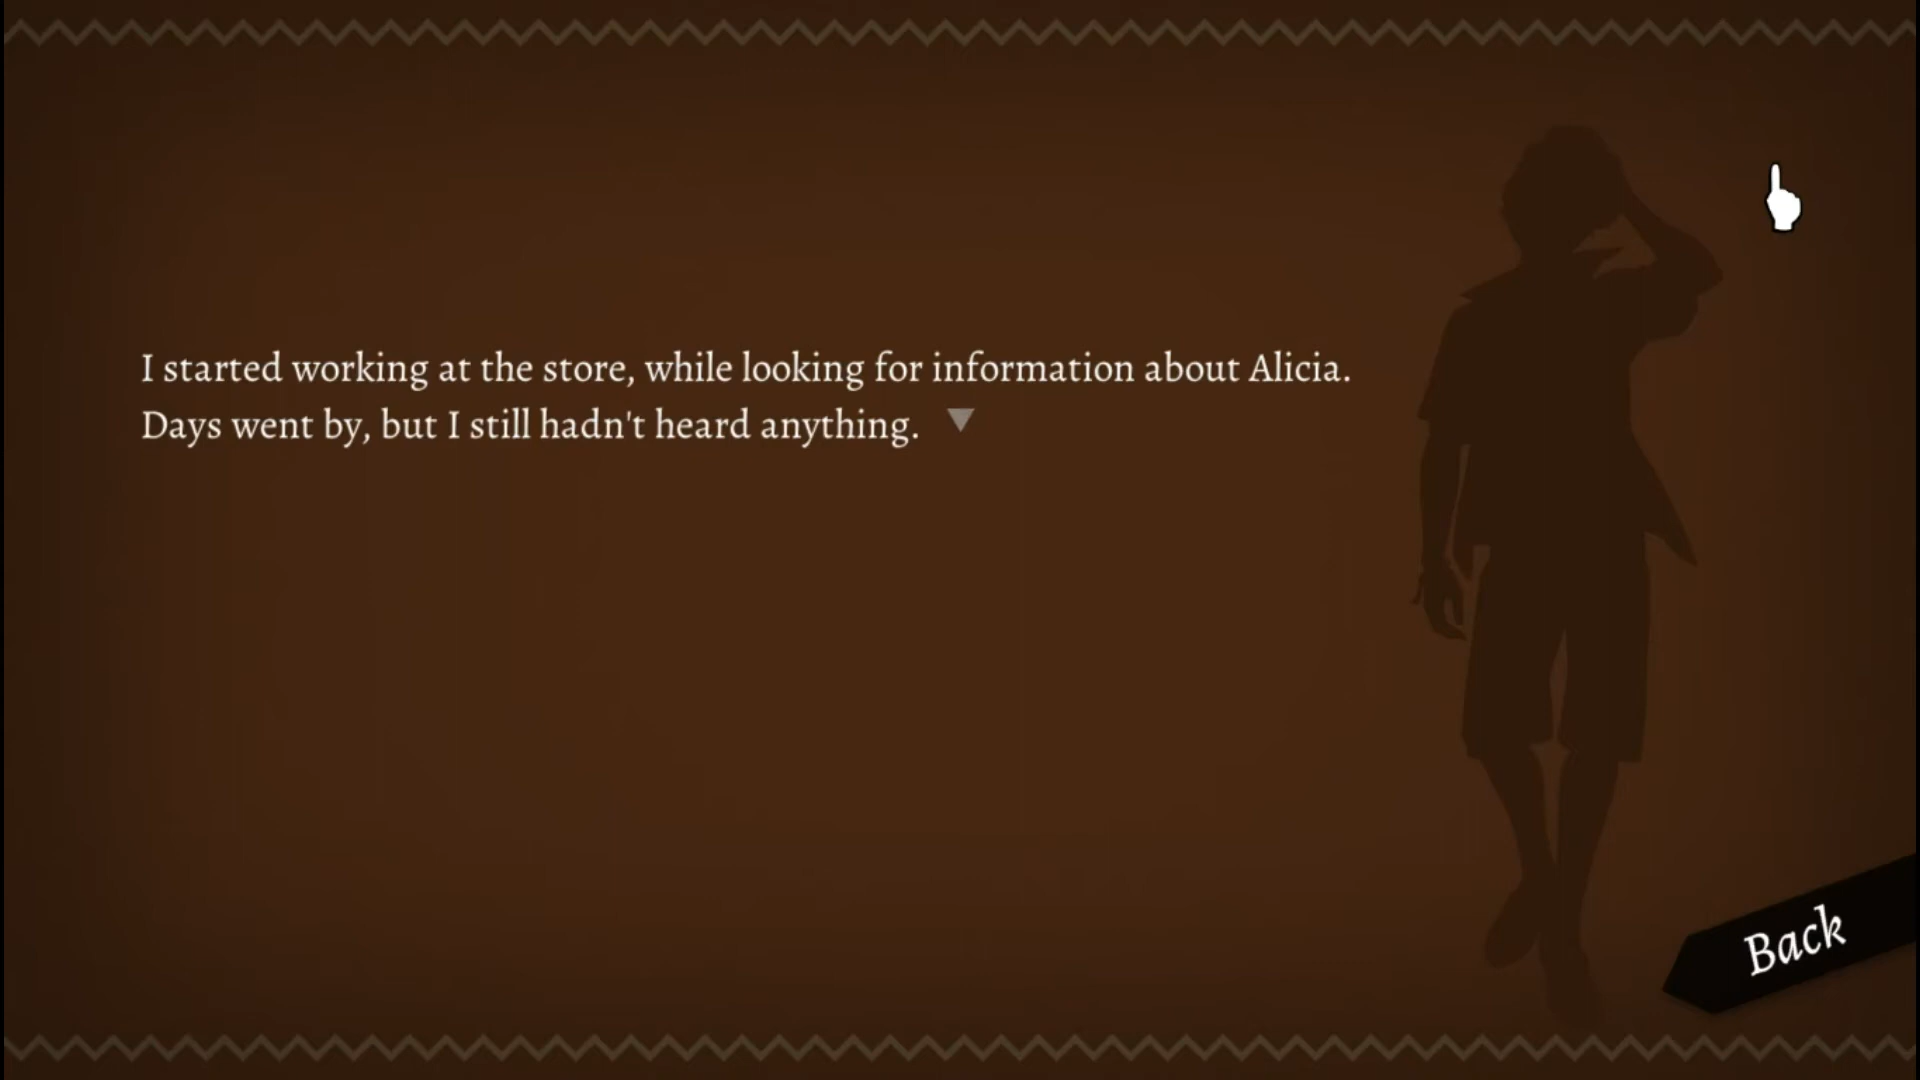 I started working at the store, while looking for information about Alicia.
Days went by, but I still hadn't heard anything.
Back